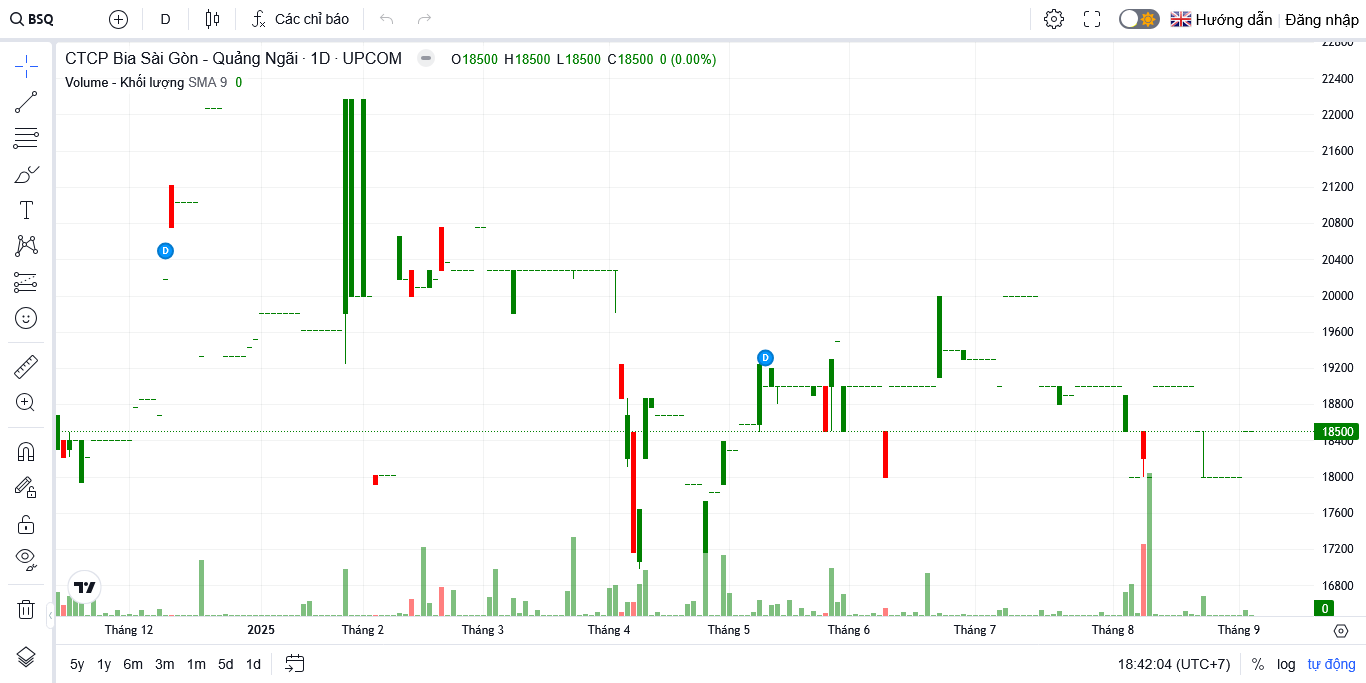 BSQ D Các chỉ báo Hướng dẫn Đăng nhập
CTCP Bia Sài Gòn - Quảng Ngãi · 1D · UPCOM O18500 H18500 L18500 C18500 0 (0.00%)
Volume - Khối lượng SMA 9 0
22800
22400
22000
21600
21200
20800
20400
20000
19600
19200
18800
18500
18400
18000
17600
17200
16800
0
D
D
Tháng 12 2025 Tháng 2 Tháng 3 Tháng 4 Tháng 5 Tháng 6 Tháng 7 Tháng 8 Tháng 9
5y 1y 6m 3m 1m 5d 1d 18:42:04 (UTC+7) % log tự động